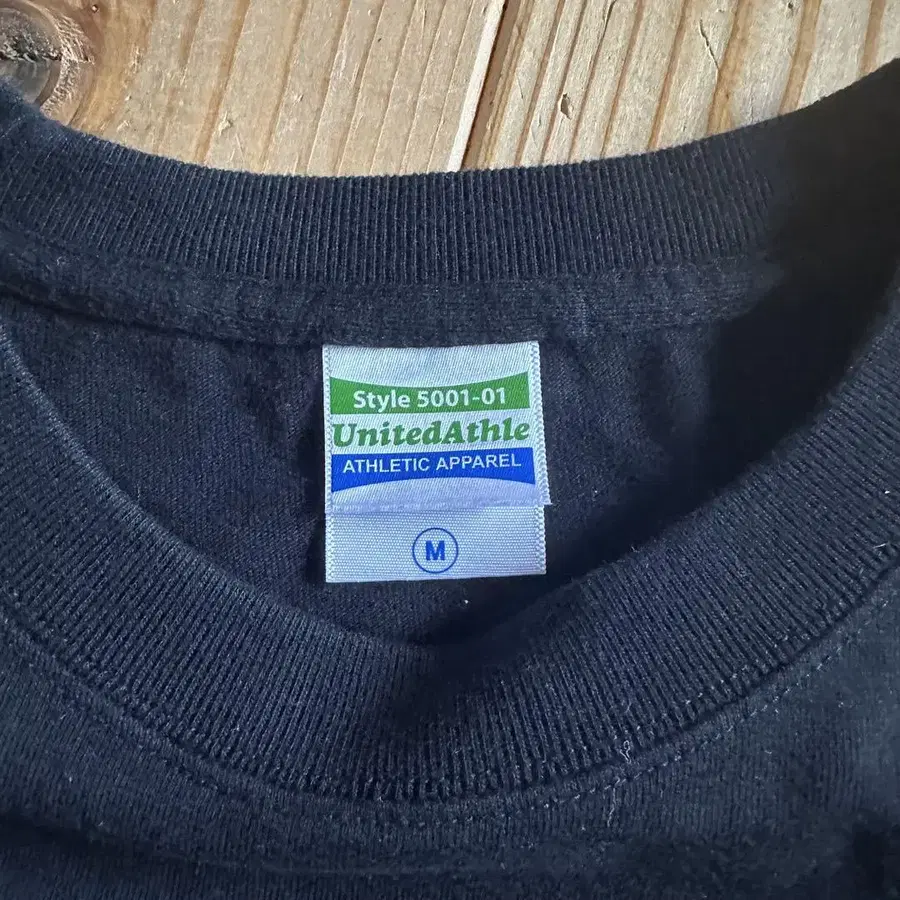 Style 5001-01
UnitedAthle
ATHLETIC APPAREL
M